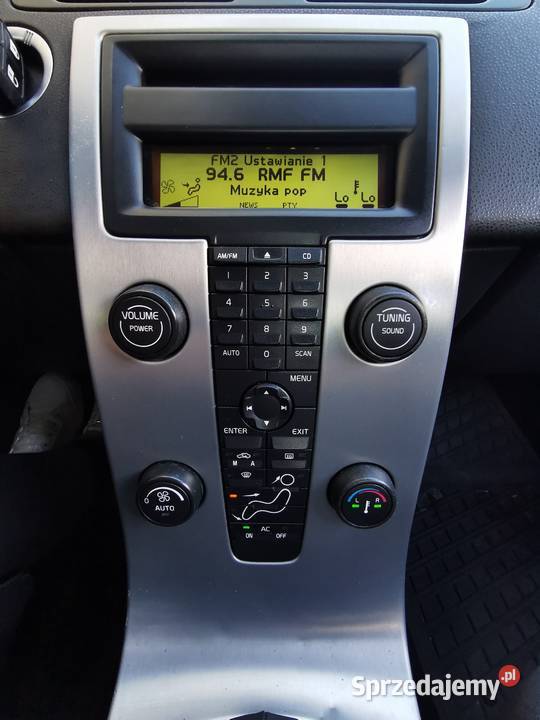 FM2 Ustawianie 1
94.6 RMF FM
Muzyka pop
NEWS PTY
Lo Lo
AM/FM CD
1 2 3
4 5 6
7 8 9
AUTO 0 SCAN
VOLUME
POWER
TUNING
SOUND
MENU
ENTER EXIT
M A
0
AUTO
L R
AC
ON OFF
Sprzedajemy.pl